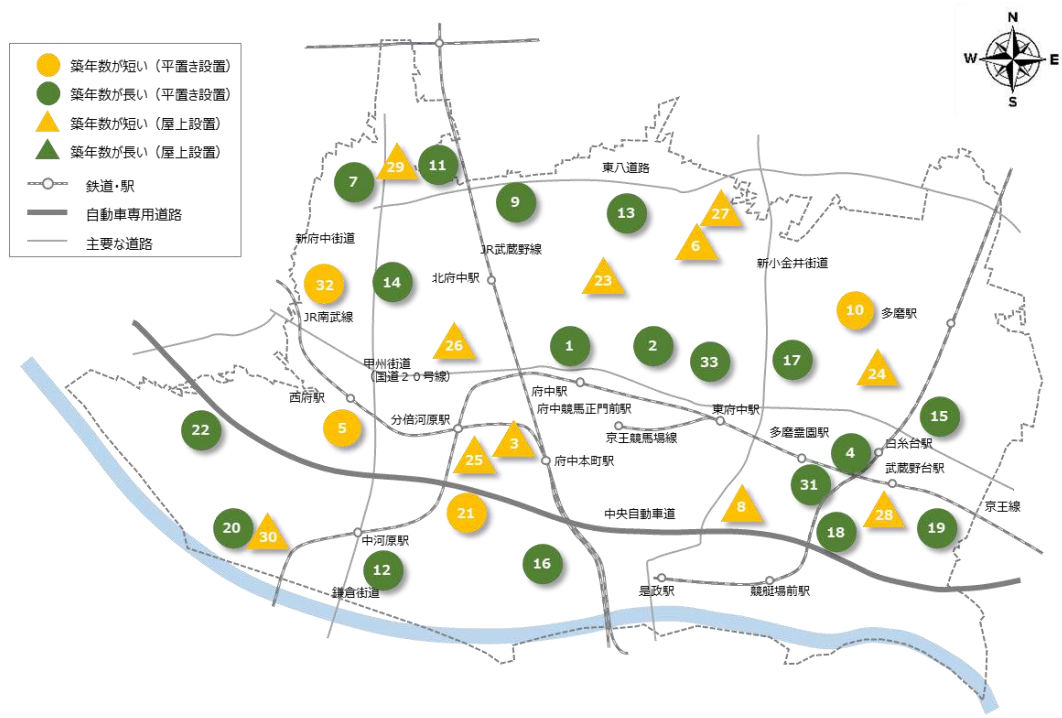 N
W
E
S
築年数が短い（平置き設置）
築年数が長い（平置き設置）
築年数が短い（屋上設置）
築年数が長い（屋上設置）
鉄道・駅
自動車専用道路
主要な道路
29
11
7
東八道路
9
13
27
新府中街道
6
JR武蔵野線
新小金井街道
北府中駅
23
14
32
10
多磨駅
JR南武線
26
1
2
33
17
甲州街道
（国道２０号線）
24
府中駅
西府駅
府中競馬正門前駅
東府中駅
15
分倍河原駅
5
22
京王競馬場線
多磨霊園駅
3
白糸台駅
4
25
府中本町駅
武蔵野台駅
31
21
8
28
京王線
中央自動車道
20
30
18
19
中河原駅
12
16
鎌倉街道
是政駅
競艇場前駅